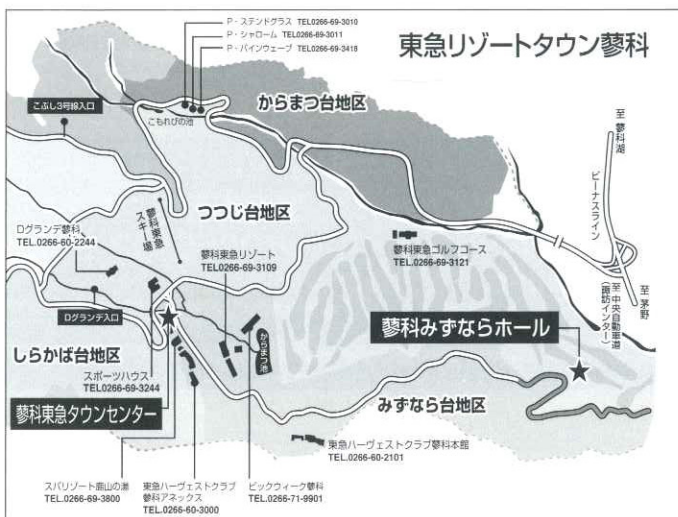 東急リゾートタウン蓼科
P・ステンドグラス TEL0266-69-3010
P・シャローム TEL0266-69-3011
P・パインウェーブ TEL0266-69-3418
こもれびの池
からまつ台地区
こぶし3号線入口
至 蓼科湖
ビーナスライン
つつじ台地区
蓼科東急
スキー場
Dグランデ蓼科
TEL.0266-60-2244
蓼科東急リゾート
TEL0266-69-3109
蓼科東急ゴルフコース
TEL.0266-69-3121
至 茅野
至 中央自動車道
(諏訪インター)
Dグランデ入口
しらかば台地区
からまつ池
蓼科みずならホール
スポーツハウス
TEL0266-69-3244
蓼科東急タウンセンター
みずなら台地区
東急ハーヴェストクラブ蓼科本館
TEL.0266-60-2101
スパリゾート鹿山の湯
TEL.0266-69-3800
東急ハーヴェストクラブ
蓼科アネックス
TEL.0266-60-3000
ビックウィーク蓼科
TEL.0266-71-9901